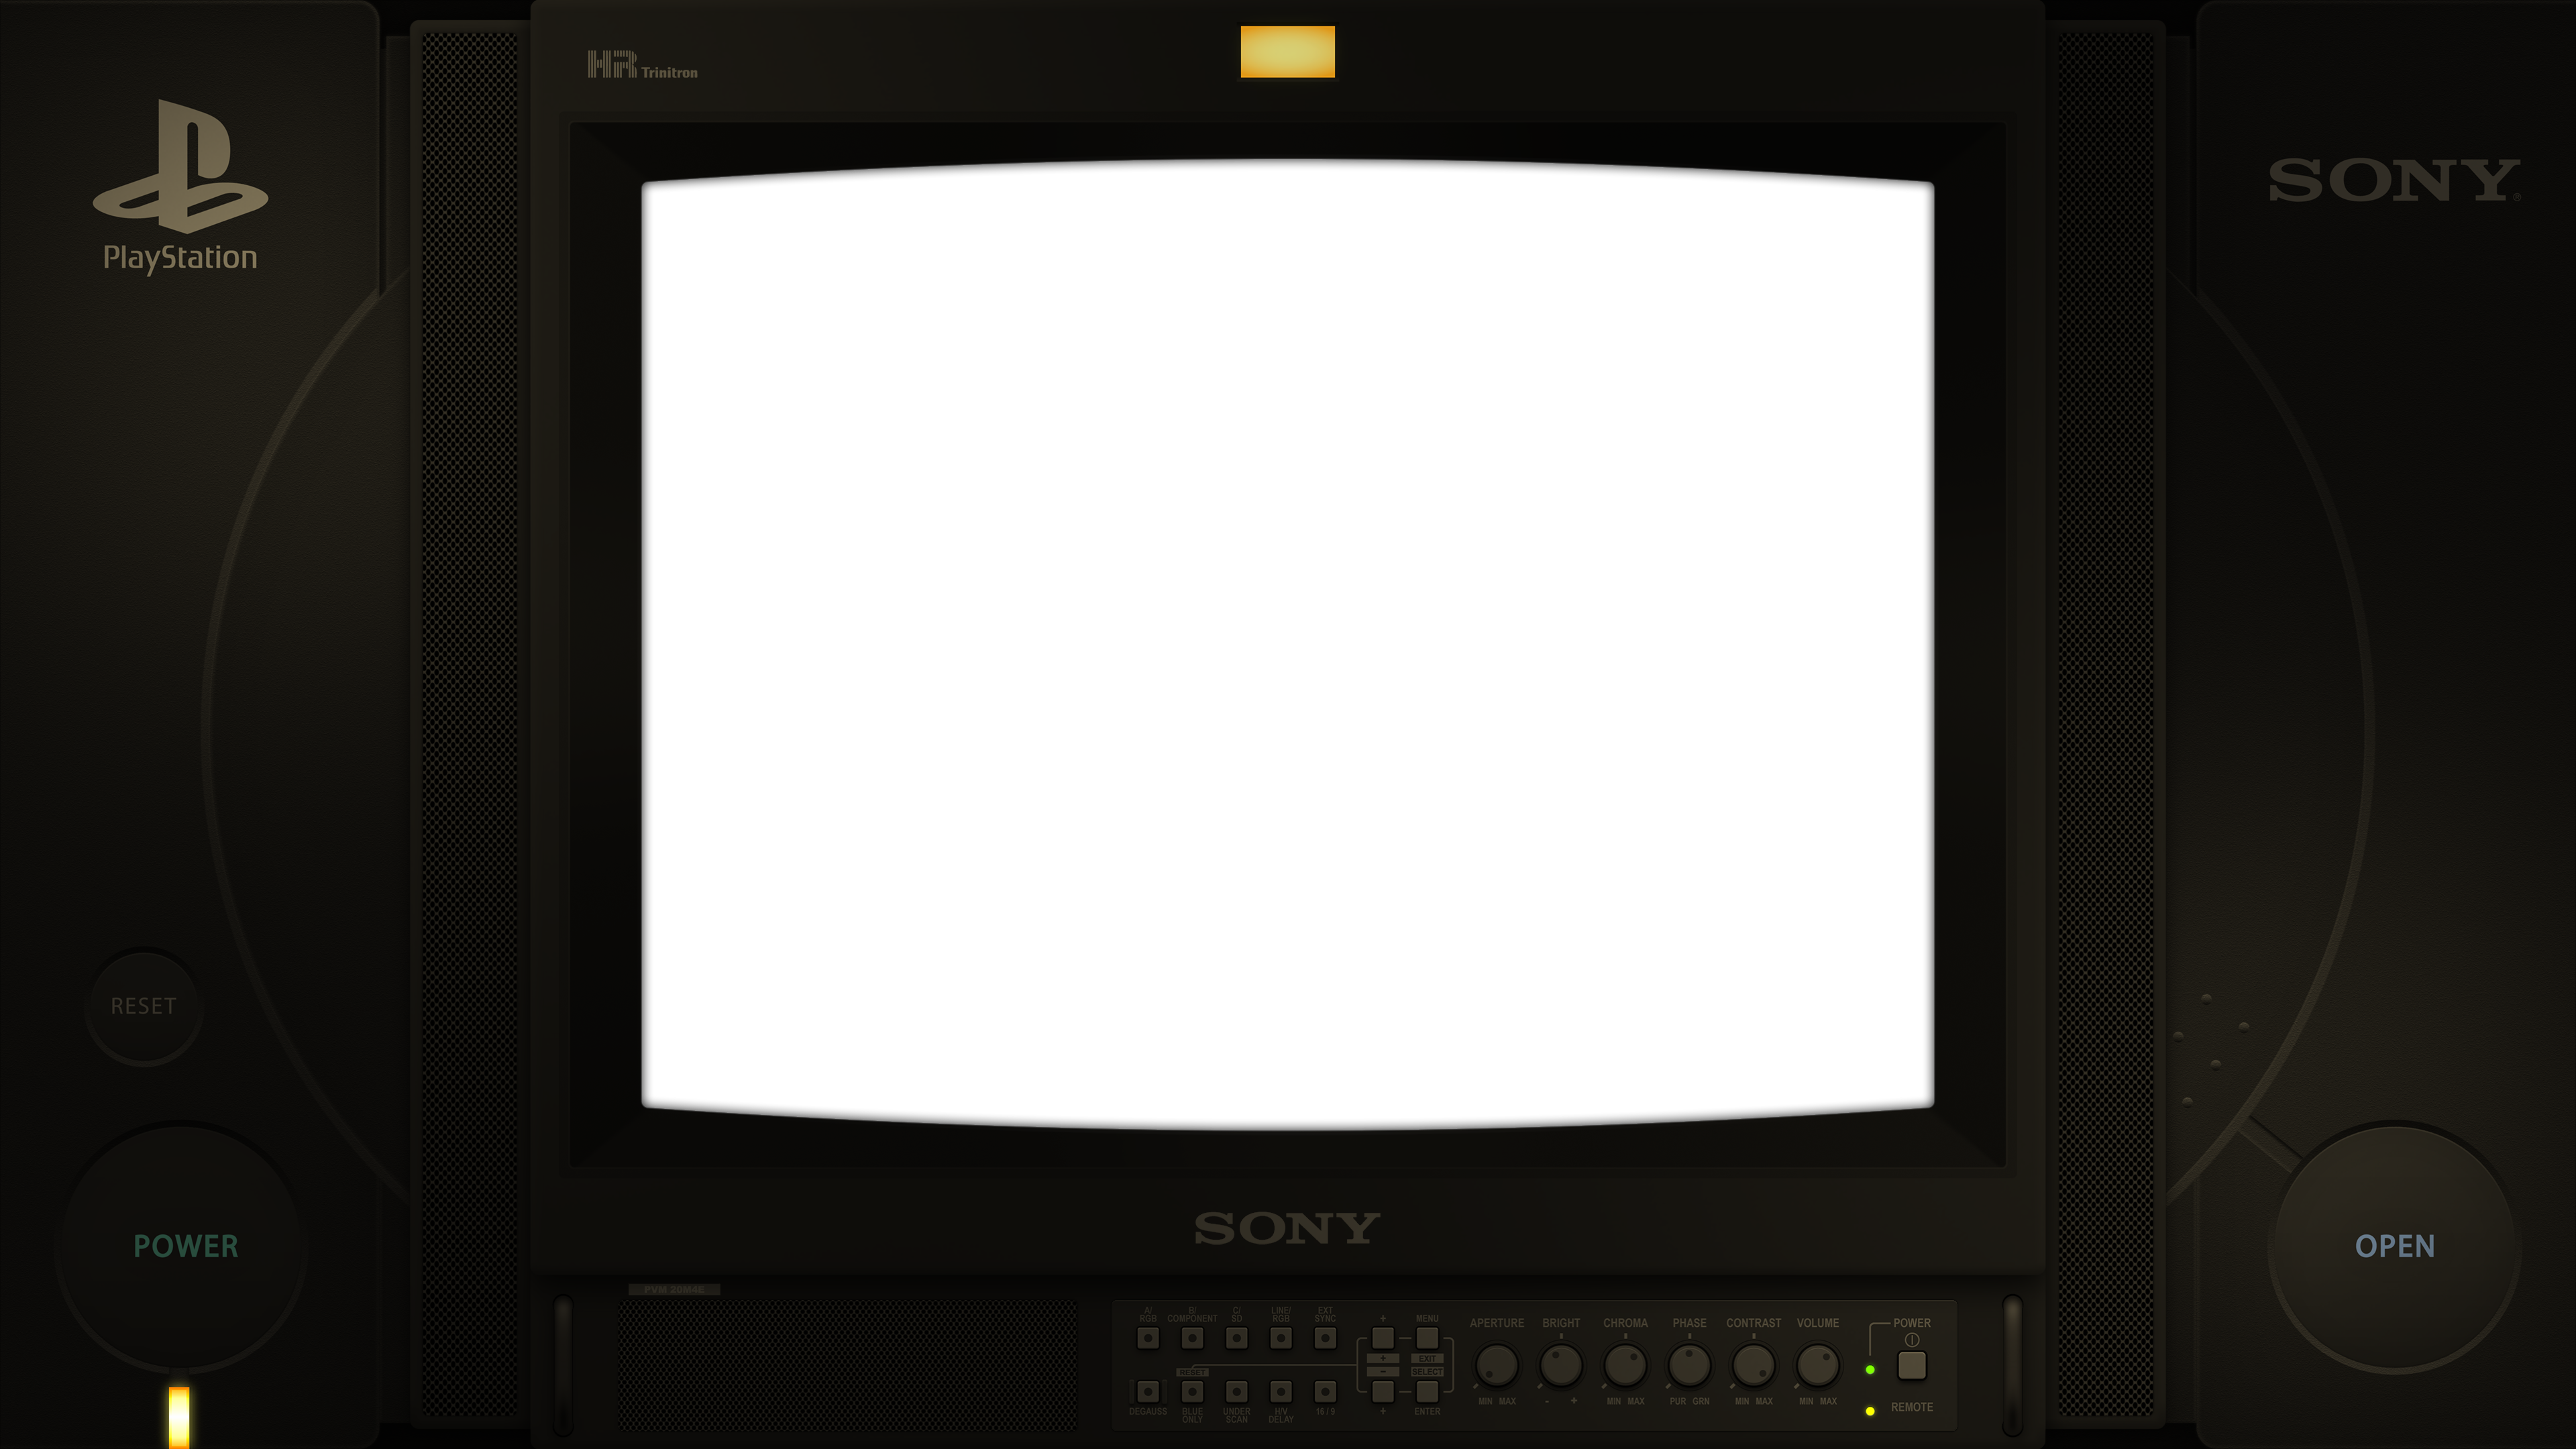 HR Trinitron
PlayStation
SONY®
RESET
POWER
OPEN
SONY
PVM 20M4E
A/ RGB
B/ COMPONENT
C/ SD
LINE/ RGB
EXT SYNC
+
MENU
+
EXIT
RESET
−
SELECT
DEGAUSS
BLUE ONLY
UNDER SCAN
H/V DELAY
16 / 9
+
ENTER
APERTURE
MIN MAX
BRIGHT
- +
CHROMA
MIN MAX
PHASE
PUR GRN
CONTRAST
MIN MAX
VOLUME
MIN MAX
POWER
REMOTE